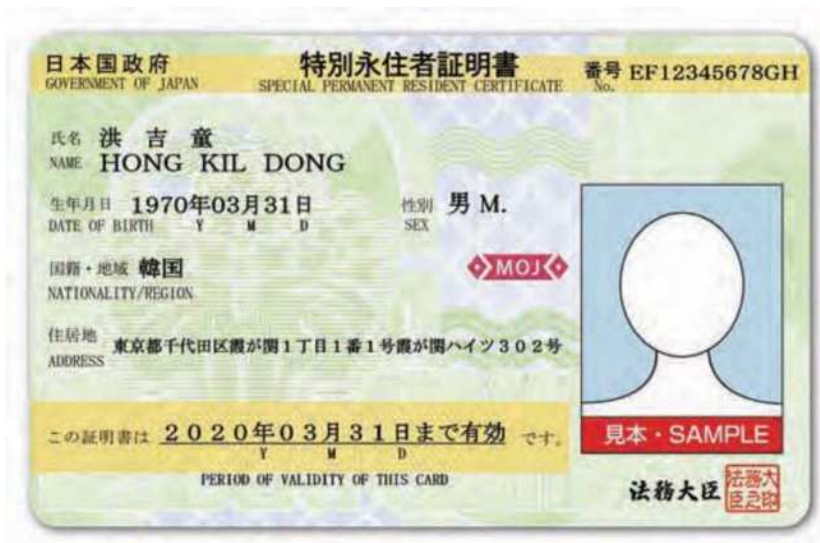 日本国政府 特別永住者証明書 番号 EF12345678GH
GOVERNMENT OF JAPAN SPECIAL PERMANENT RESIDENT CERTIFICATE No.
氏名 洪 吉 童
NAME HONG KIL DONG
生年月日 1970年03月31日 性別 男 M.
DATE OF BIRTH Y M D SEX
国籍・地域 韓国
NATIONALITY/REGION
MOJ
住居地 東京都千代田区霞が関1丁目1番1号霞が関ハイツ302号
ADDRESS
この証明書は 2020年03月31日まで有効 です。
Y M D
PERIOD OF VALIDITY OF THIS CARD
見本・SAMPLE
法務大臣 法務大臣之印